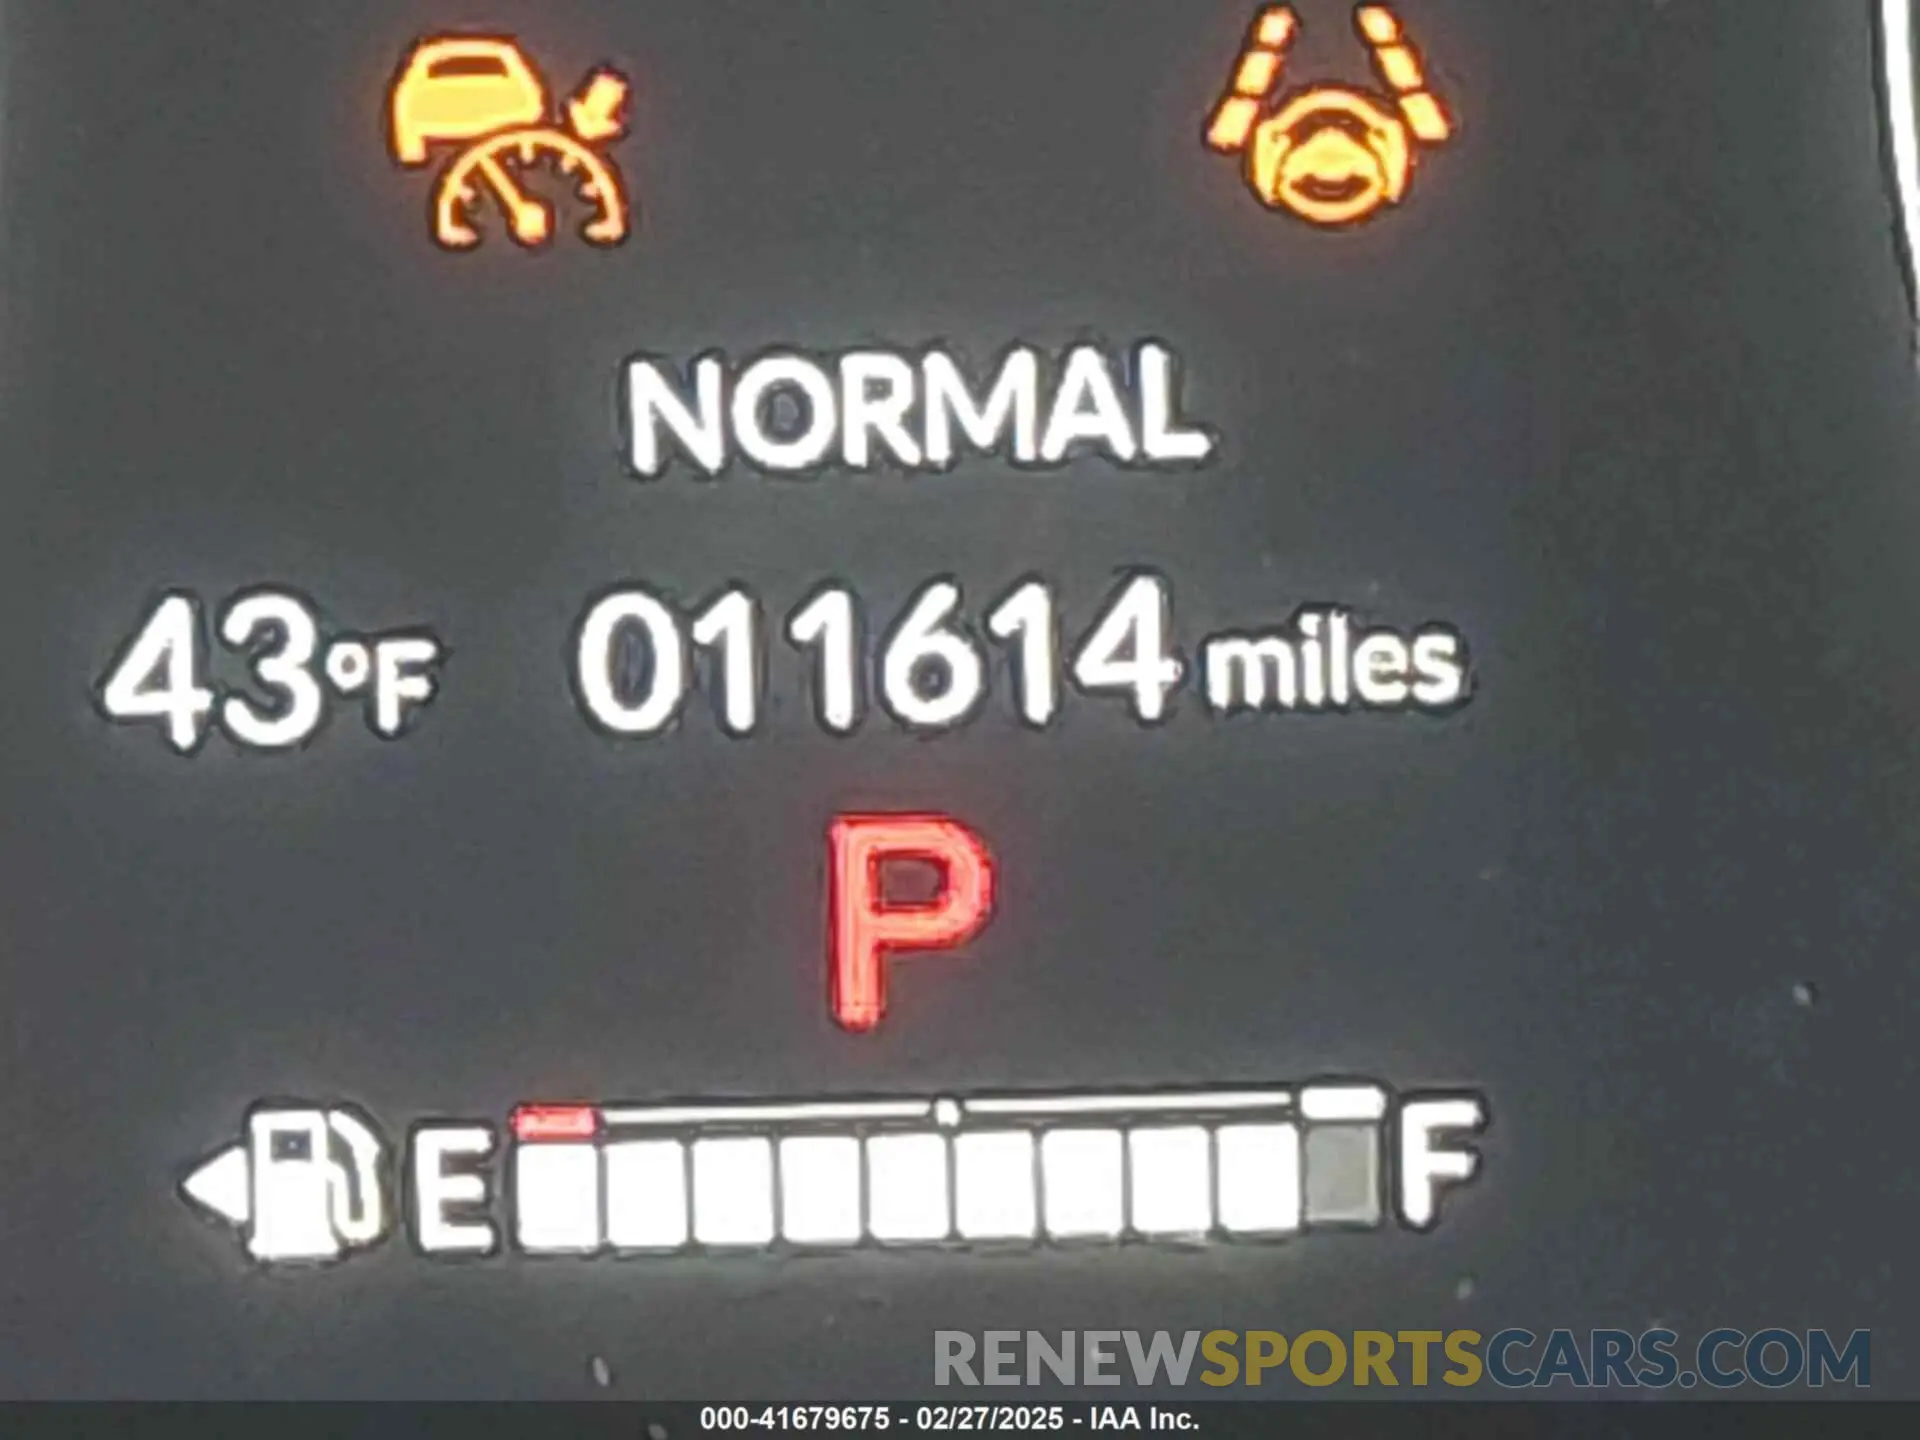 NORMAL
43°F 011614 miles
P
E F
RENEWSPORTSCARS.COM
000-41679675 - 02/27/2025 - IAA Inc.